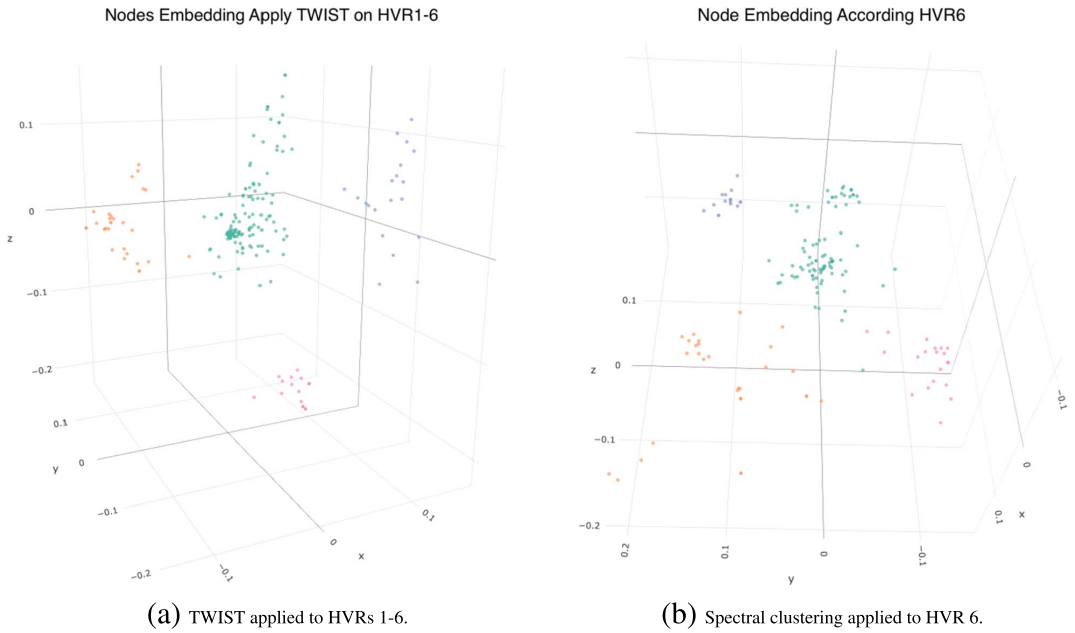 Nodes Embedding Apply TWIST on HVR1-6
0.1
0
z
−0.1
−0.2
0.1
y
0
−0.1
−0.2
−0.1
0
x
0.1
(a) TWIST applied to HVRs 1-6.
Node Embedding According HVR6
0.1
z
0
−0.1
−0.2
0.2
0.1
0
−0.1
y
0.1
x
0
−0.1
(b) Spectral clustering applied to HVR 6.